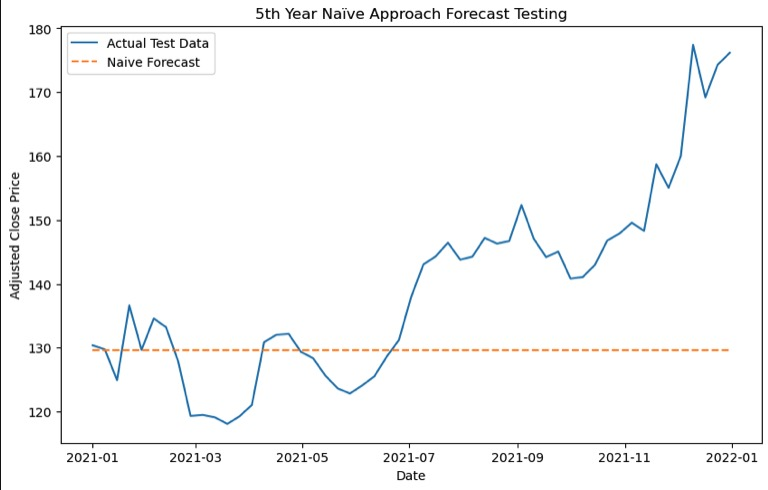 5th Year Naïve Approach Forecast Testing
Actual Test Data
Naive Forecast
Adjusted Close Price
180
170
160
150
140
130
120
2021-01 2021-03 2021-05 2021-07 2021-09 2021-11 2022-01
Date